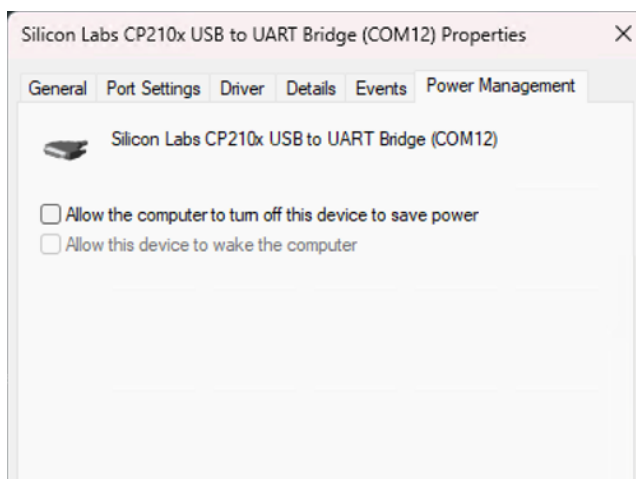 Silicon Labs CP210x USB to UART Bridge (COM12) Properties
General Port Settings Driver Details Events Power Management
Silicon Labs CP210x USB to UART Bridge (COM12)
Allow the computer to turn off this device to save power
Allow this device to wake the computer